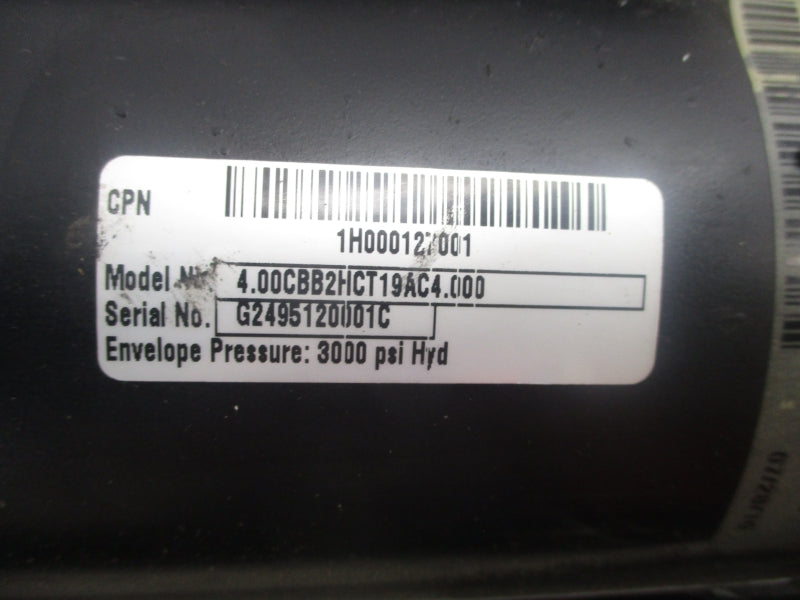 CPN
1H000127001
Model No. 4.00CBB2HCT19AC4.000
Serial No. G2495120001C
Envelope Pressure: 3000 psi Hyd